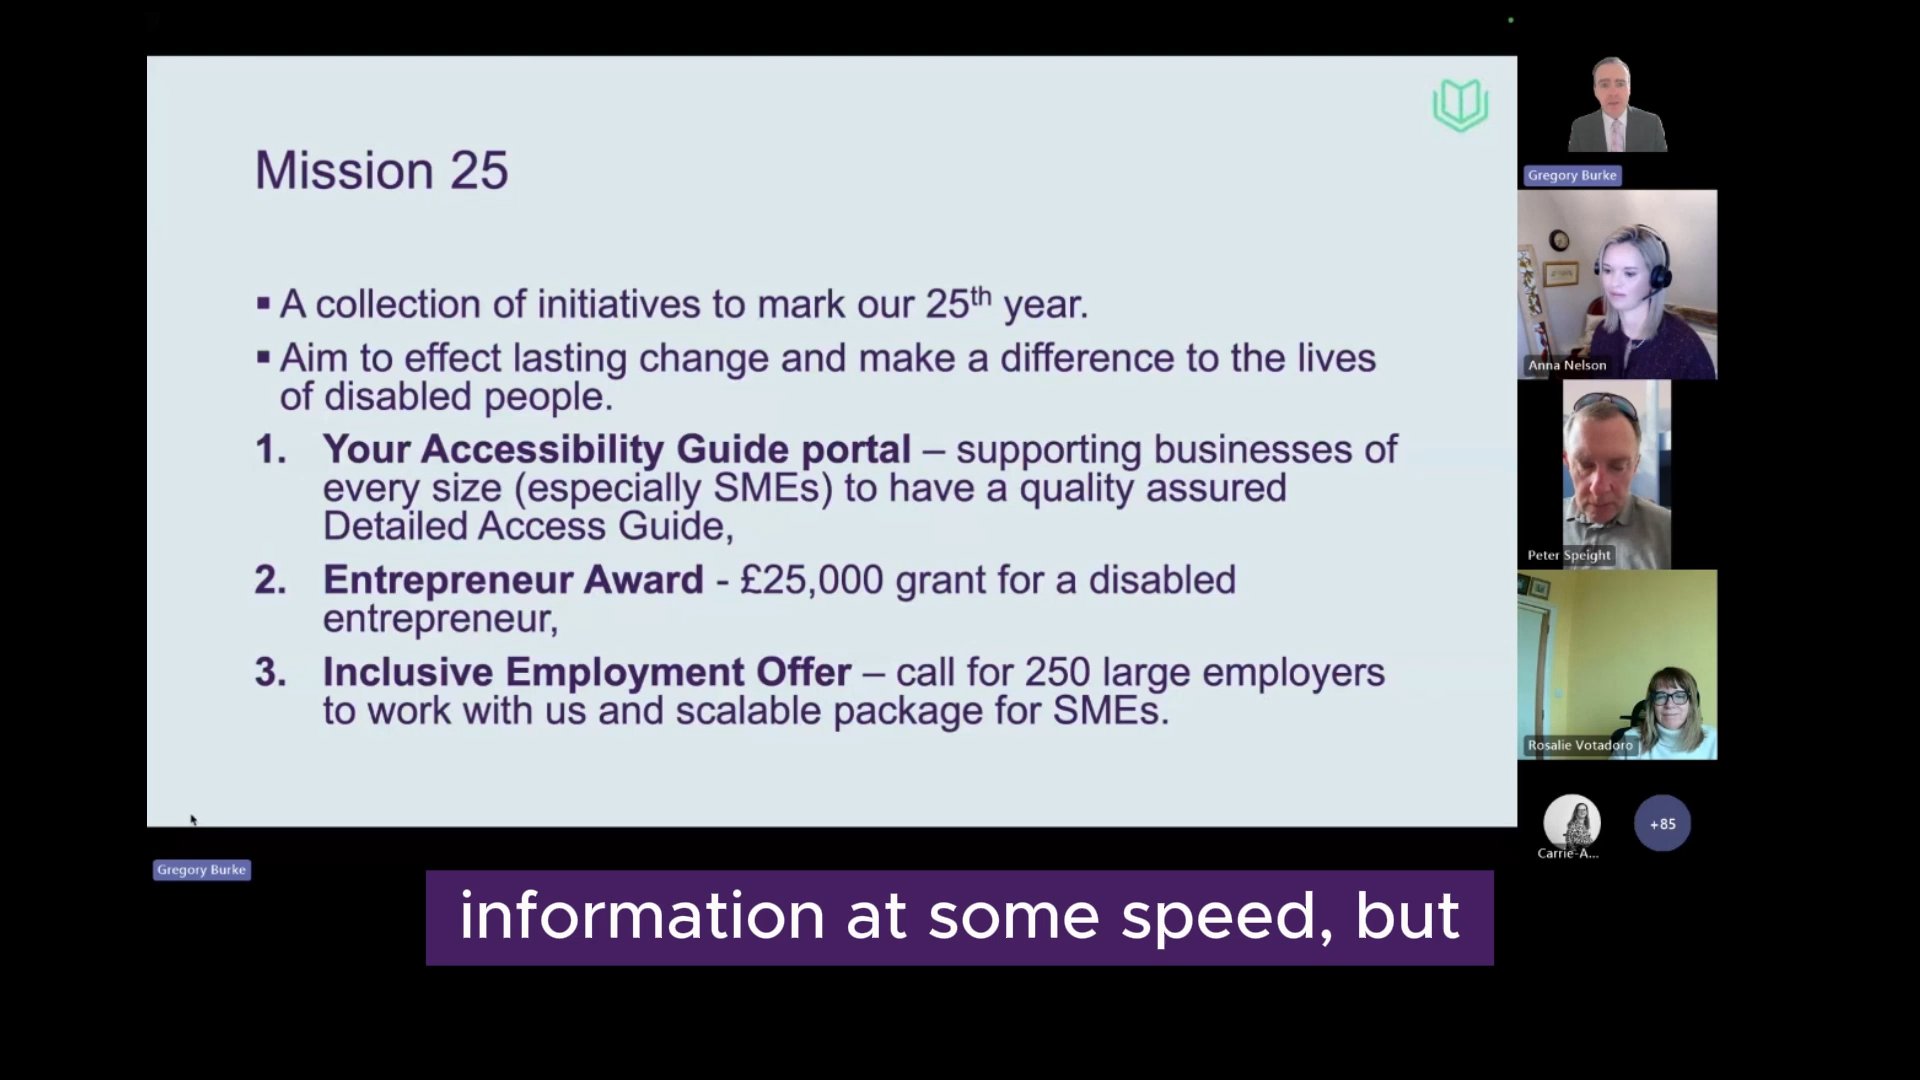 Mission 25
▪ A collection of initiatives to mark our 25th year.
▪ Aim to effect lasting change and make a difference to the lives
of disabled people.
1. Your Accessibility Guide portal – supporting businesses of
every size (especially SMEs) to have a quality assured
Detailed Access Guide,
2. Entrepreneur Award - £25,000 grant for a disabled
entrepreneur,
3. Inclusive Employment Offer – call for 250 large employers
to work with us and scalable package for SMEs.
Gregory Burke
Anna Nelson
Peter Speight
Rosalie Votadoro
Carrie-A...
+85
Gregory Burke
information at some speed, but